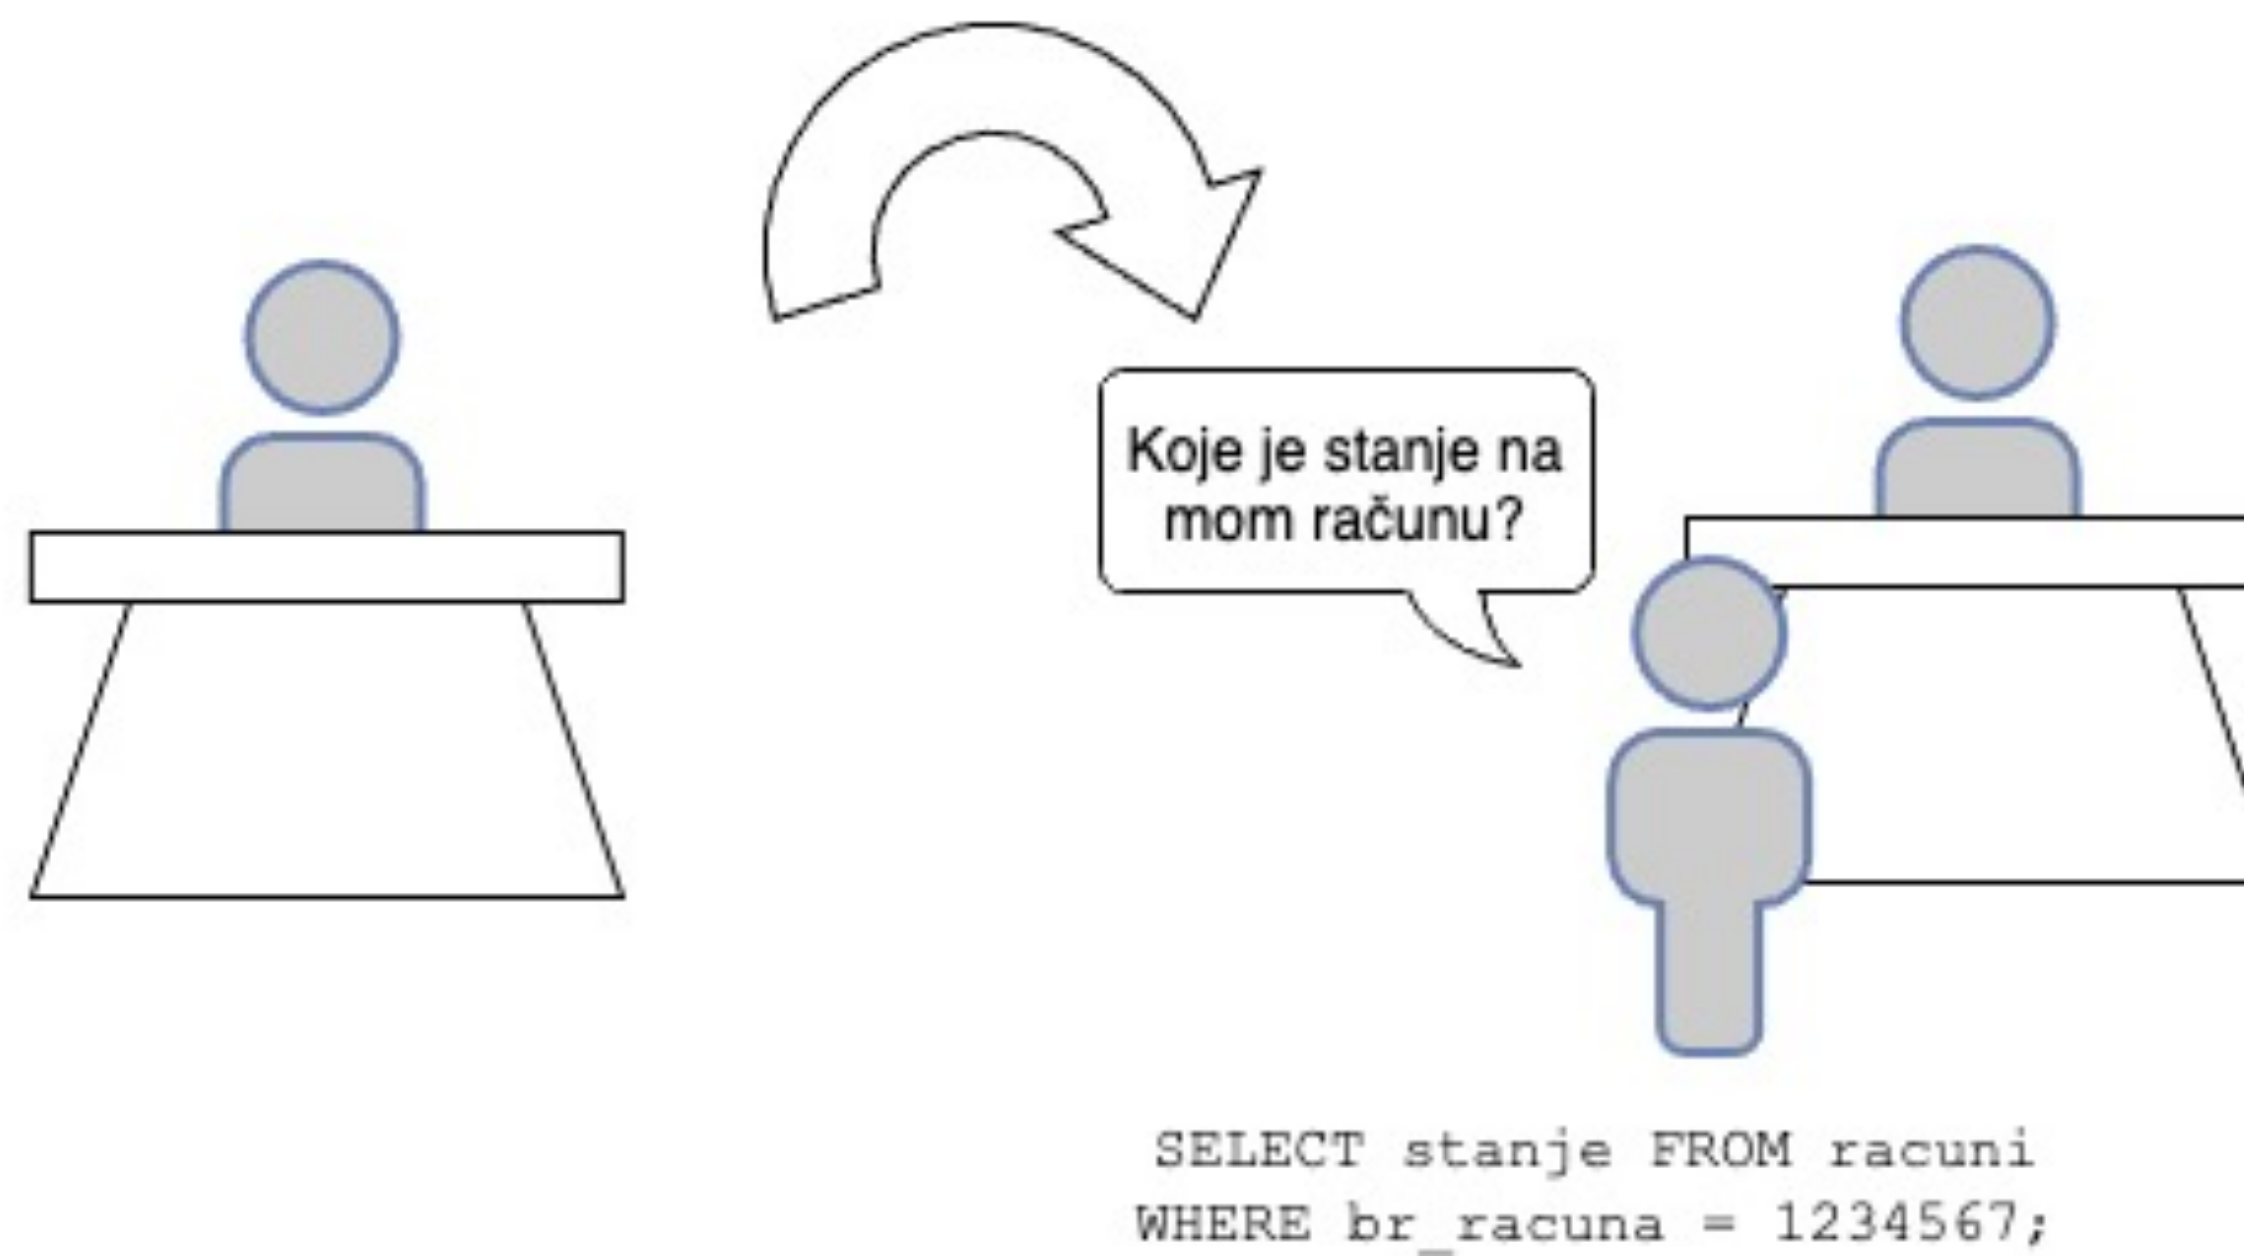 Koje je stanje na
mom računu?
SELECT stanje FROM racuni
WHERE br_racuna = 1234567;